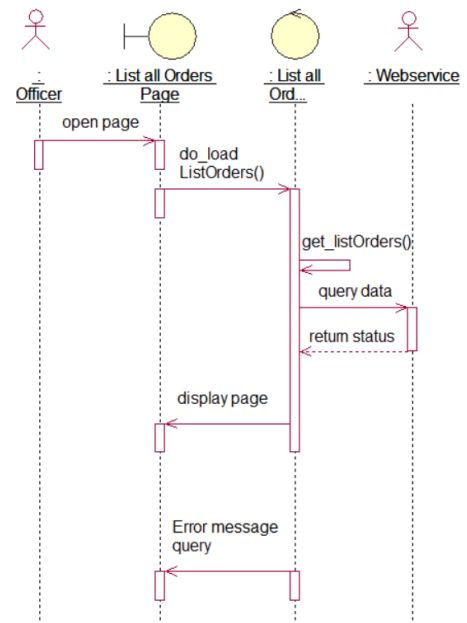 :
Officer
: List all Orders
Page
: List all
Ord...
: Webservice
open page
do_load
ListOrders()
get_listOrders()
query data
return status
display page
Error message
query